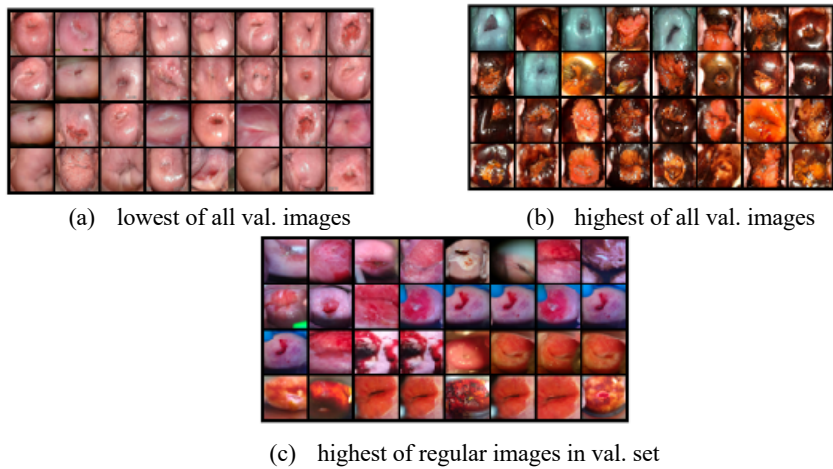 (a) lowest of all val. images
(b) highest of all val. images
(c) highest of regular images in val. set